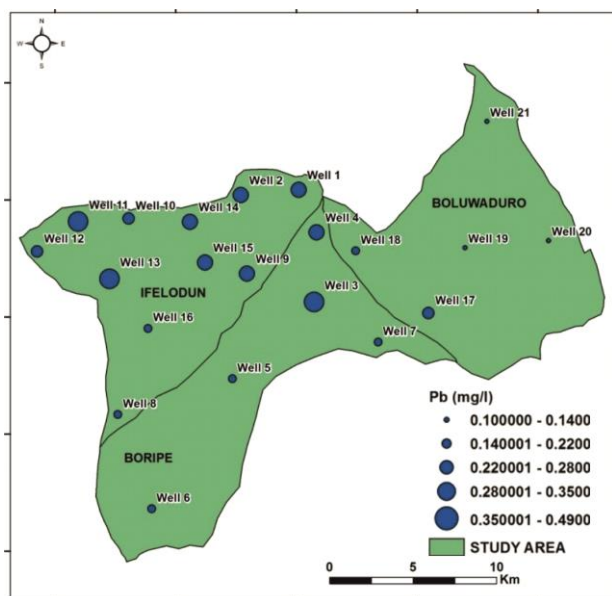 N
W E
S
Well 21
Well 2
Well 1
Well 11
Well 10
Well 14
BOLUWADURO
Well 4
Well 12
Well 18
Well 19
Well 20
Well 15
Well 9
Well 13
IFELODUN
Well 3
Well 17
Well 16
Well 7
Well 5
Well 8
BORIPE
Well 6
Pb (mg/l)
0.100000 - 0.1400
0.140001 - 0.2200
0.220001 - 0.2800
0.280001 - 0.3500
0.350001 - 0.4900
STUDY AREA
0 5 10
Km